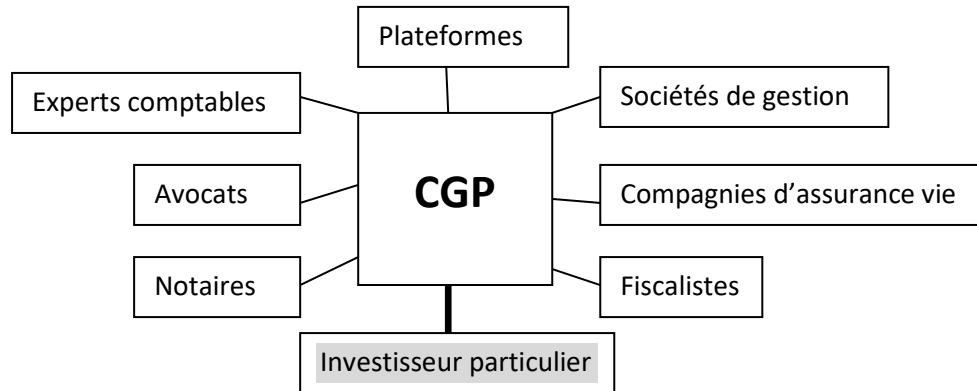 Plateformes
Experts comptables
Sociétés de gestion
Avocats
CGP
Compagnies d’assurance vie
Notaires
Fiscalistes
Investisseur particulier